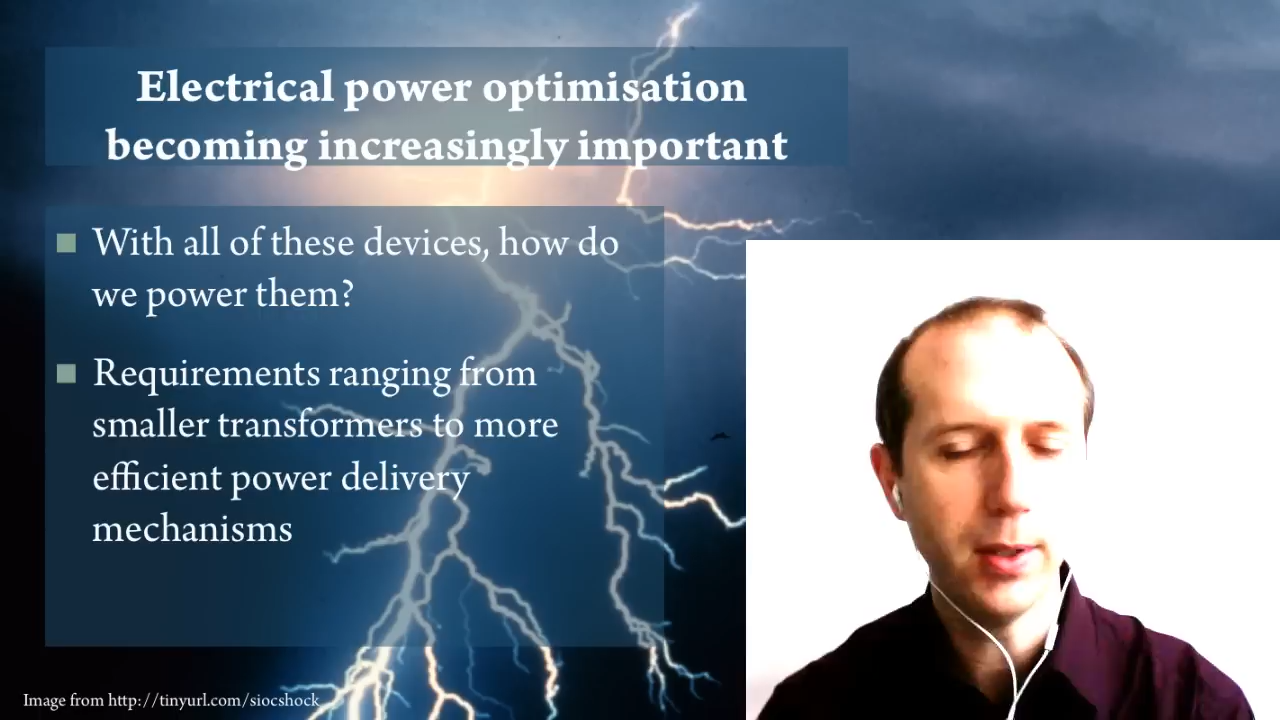 Electrical power optimisation
becoming increasingly important
With all of these devices, how do
we power them?
Requirements ranging from
smaller transformers to more
efficient power delivery
mechanisms
Image from http://tinyurl.com/siocshock